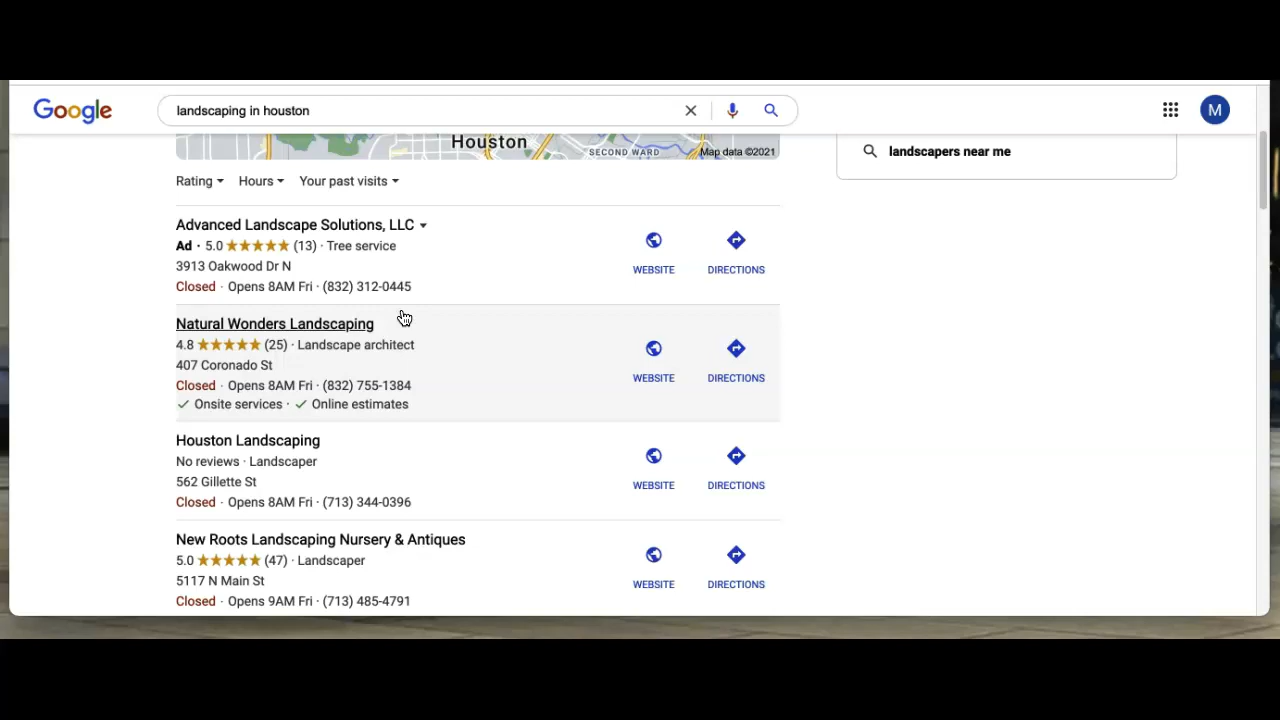 Google
landscaping in houston
M
Houston
SECOND WARD
Map data ©2021
landscapers near me
Rating Hours Your past visits
Advanced Landscape Solutions, LLC
Ad · 5.0 (13) · Tree service
3913 Oakwood Dr N
Closed · Opens 8AM Fri · (832) 312-0445
WEBSITE DIRECTIONS
Natural Wonders Landscaping
4.8 (25) · Landscape architect
407 Coronado St
Closed · Opens 8AM Fri · (832) 755-1384
✓ Onsite services · ✓ Online estimates
WEBSITE DIRECTIONS
Houston Landscaping
No reviews · Landscaper
562 Gillette St
Closed · Opens 8AM Fri · (713) 344-0396
WEBSITE DIRECTIONS
New Roots Landscaping Nursery & Antiques
5.0 (47) · Landscaper
5117 N Main St
Closed · Opens 9AM Fri · (713) 485-4791
WEBSITE DIRECTIONS